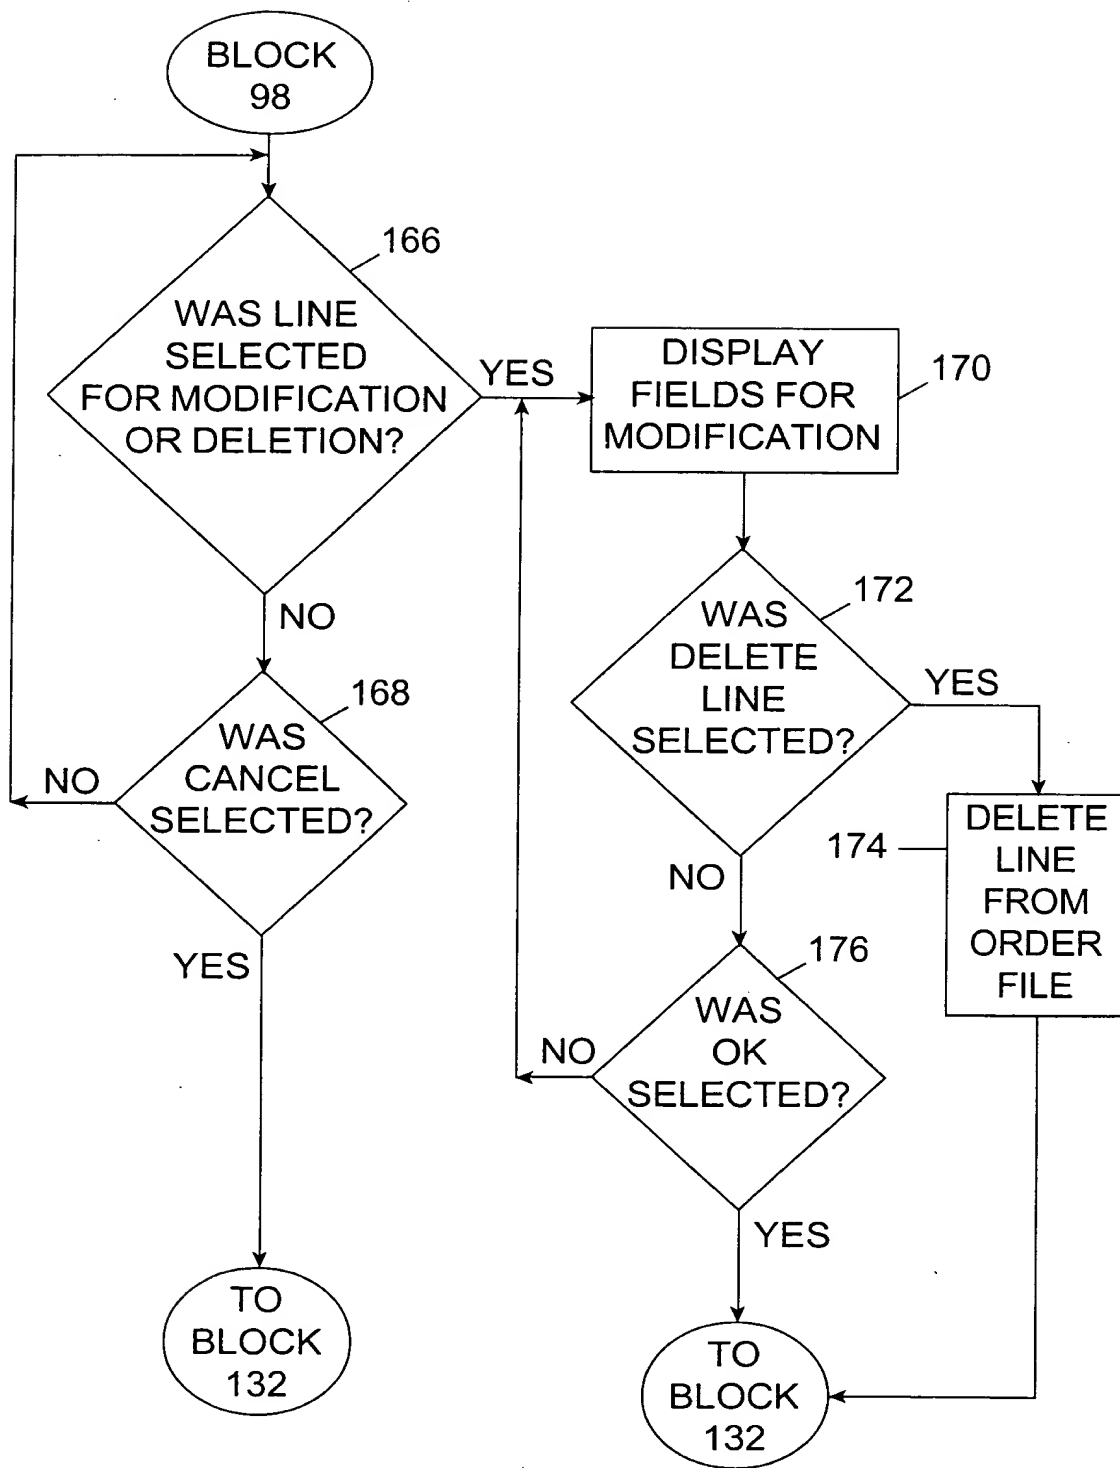 BLOCK
98
166
WAS LINE
SELECTED
FOR MODIFICATION
OR DELETION?
YES
DISPLAY
FIELDS FOR
MODIFICATION
170
NO
168
WAS
CANCEL
SELECTED?
NO
YES
172
WAS
DELETE
LINE
SELECTED?
YES
174
DELETE
LINE
FROM
ORDER
FILE
NO
176
WAS
OK
SELECTED?
NO
YES
TO
BLOCK
132
TO
BLOCK
132